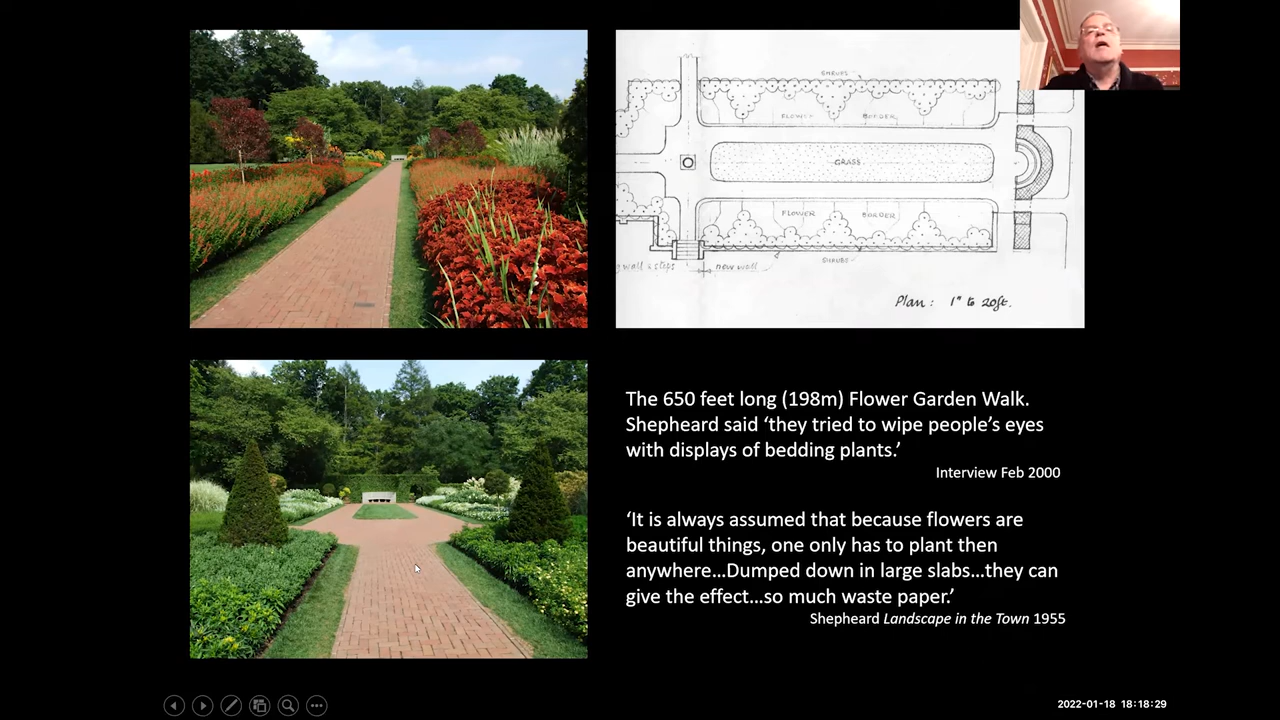 SHRUBS
FLOWER BORDER
GRASS
FLOWER BORDER
SHRUBS
wall & steps
new wall
Plan: 1" to 20ft.
The 650 feet long (198m) Flower Garden Walk.
Shepheard said ‘they tried to wipe people’s eyes
with displays of bedding plants.’
Interview Feb 2000
‘It is always assumed that because flowers are
beautiful things, one only has to plant then
anywhere…Dumped down in large slabs…they can
give the effect…so much waste paper.’
Shepheard Landscape in the Town 1955
2022-01-18 18:18:29